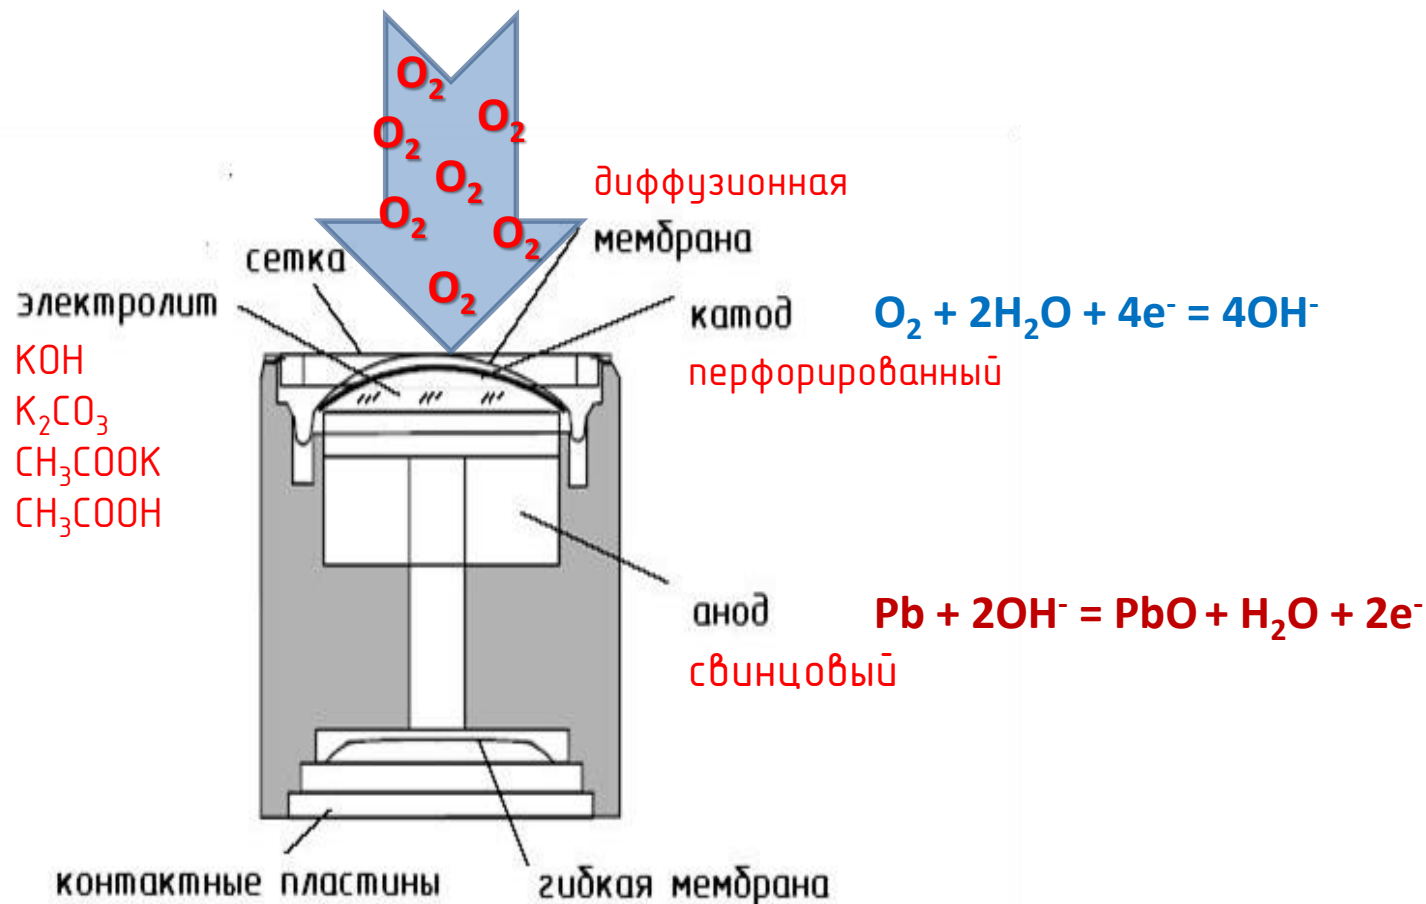 O₂
O₂
O₂
O₂
O₂
O₂
O₂
диффузионная
мембрана
сетка
электролит
KOH
K₂CO₃
CH₃COOK
CH₃COOH
катод
перфорированный
O₂ + 2H₂O + 4e⁻ = 4OH⁻
анод
свинцовый
Pb + 2OH⁻ = PbO + H₂O + 2e⁻
контактные пластины
гибкая мембрана